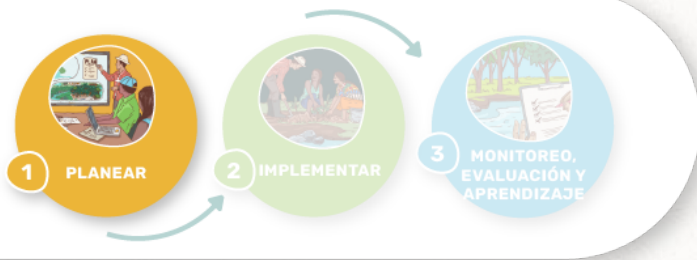 1
PLANEAR
2
IMPLEMENTAR
3
MONITOREO,
EVALUACIÓN Y
APRENDIZAJE